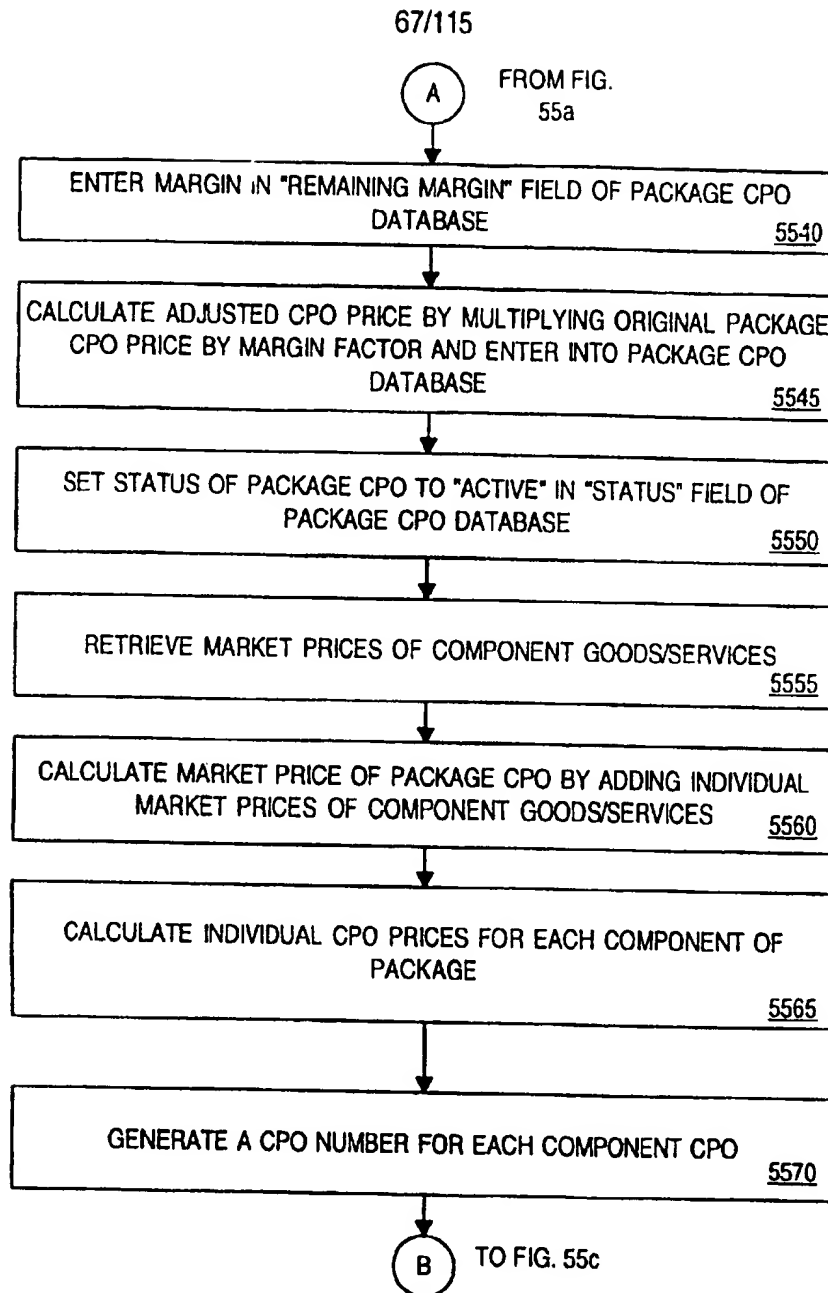 67/115
A
FROM FIG.
55a
ENTER MARGIN IN "REMAINING MARGIN" FIELD OF PACKAGE CPO
DATABASE
5540
CALCULATE ADJUSTED CPO PRICE BY MULTIPLYING ORIGINAL PACKAGE
CPO PRICE BY MARGIN FACTOR AND ENTER INTO PACKAGE CPO
DATABASE
5545
SET STATUS OF PACKAGE CPO TO "ACTIVE" IN "STATUS" FIELD OF
PACKAGE CPO DATABASE
5550
RETRIEVE MARKET PRICES OF COMPONENT GOODS/SERVICES
5555
CALCULATE MARKET PRICE OF PACKAGE CPO BY ADDING INDIVIDUAL
MARKET PRICES OF COMPONENT GOODS/SERVICES
5560
CALCULATE INDIVIDUAL CPO PRICES FOR EACH COMPONENT OF
PACKAGE
5565
GENERATE A CPO NUMBER FOR EACH COMPONENT CPO
5570
B
TO FIG. 55c